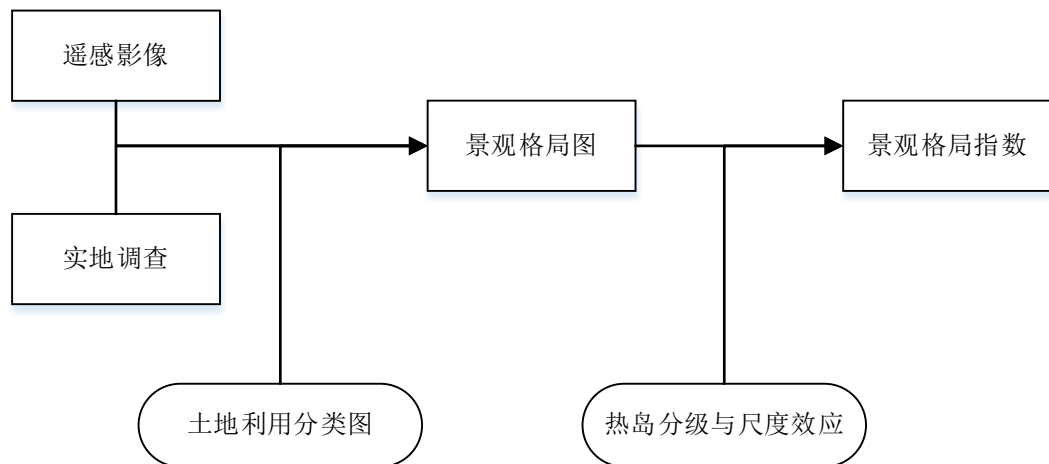 遥感影像
景观格局图
景观格局指数
实地调查
土地利用分类图
热岛分级与尺度效应